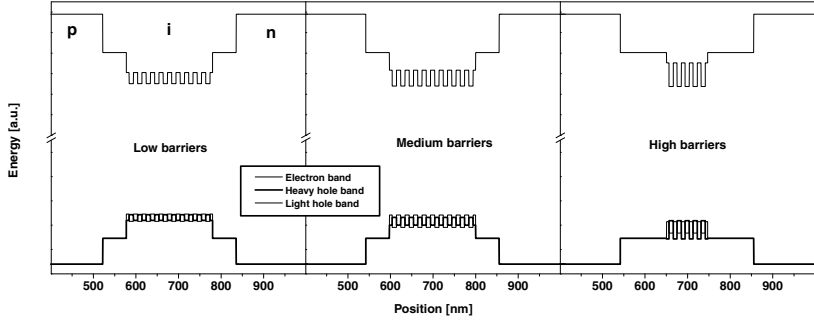 p
i
n
Energy [a.u.]
Low barriers
Medium barriers
High barriers
Electron band
Heavy hole band
Light hole band
500 600 700 800 900
500 600 700 800 900
500 600 700 800 900
Position [nm]